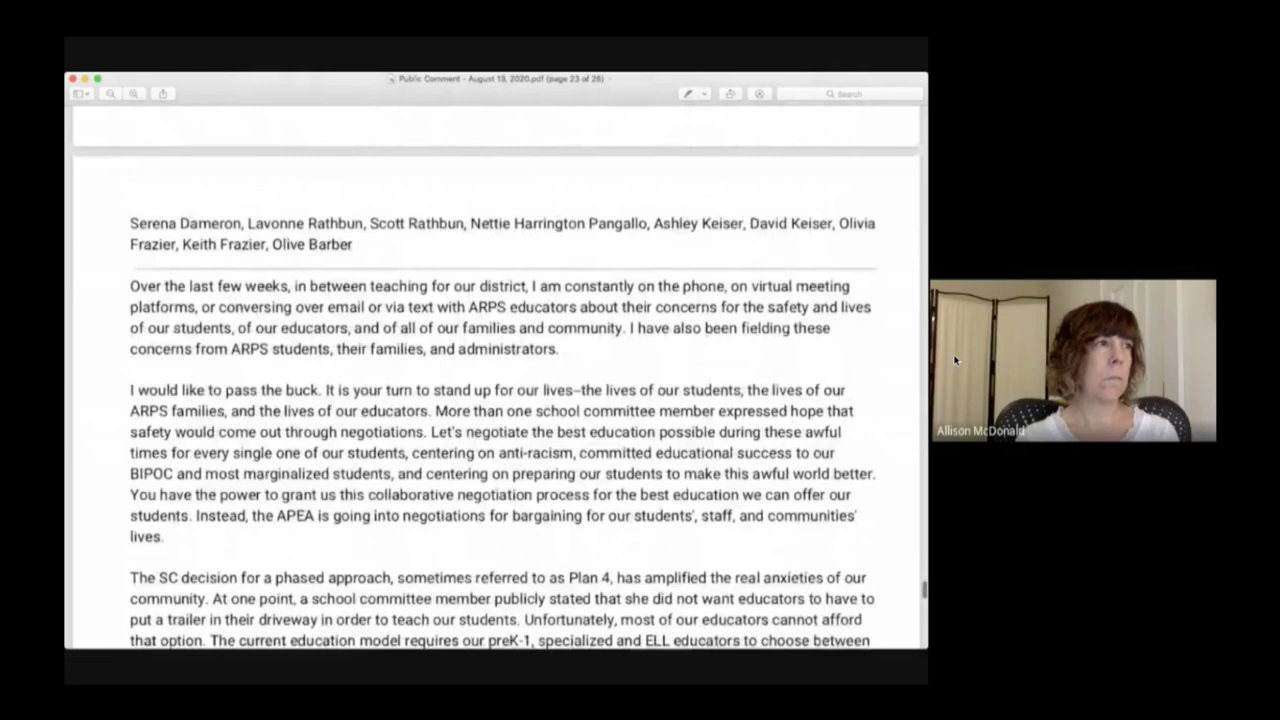 Public Comment - August 13, 2020.pdf (page 23 of 26)
Search
Serena Dameron, Lavonne Rathbun, Scott Rathbun, Nettie Harrington Pangallo, Ashley Keiser, David Keiser, Olivia
Frazier, Keith Frazier, Olive Barber
Over the last few weeks, in between teaching for our district, I am constantly on the phone, on virtual meeting
platforms, or conversing over email or via text with ARPS educators about their concerns for the safety and lives
of our students, of our educators, and of all of our families and community. I have also been fielding these
concerns from ARPS students, their families, and administrators.
I would like to pass the buck. It is your turn to stand up for our lives–the lives of our students, the lives of our
ARPS families, and the lives of our educators. More than one school committee member expressed hope that
safety would come out through negotiations. Let's negotiate the best education possible during these awful
times for every single one of our students, centering on anti-racism, committed educational success to our
BIPOC and most marginalized students, and centering on preparing our students to make this awful world better.
You have the power to grant us this collaborative negotiation process for the best education we can offer our
students. Instead, the APEA is going into negotiations for bargaining for our students', staff, and communities'
lives.
The SC decision for a phased approach, sometimes referred to as Plan 4, has amplified the real anxieties of our
community. At one point, a school committee member publicly stated that she did not want educators to have to
put a trailer in their driveway in order to teach our students. Unfortunately, most of our educators cannot afford
that option. The current education model requires our preK-1, specialized and ELL educators to choose between
Allison McDonald